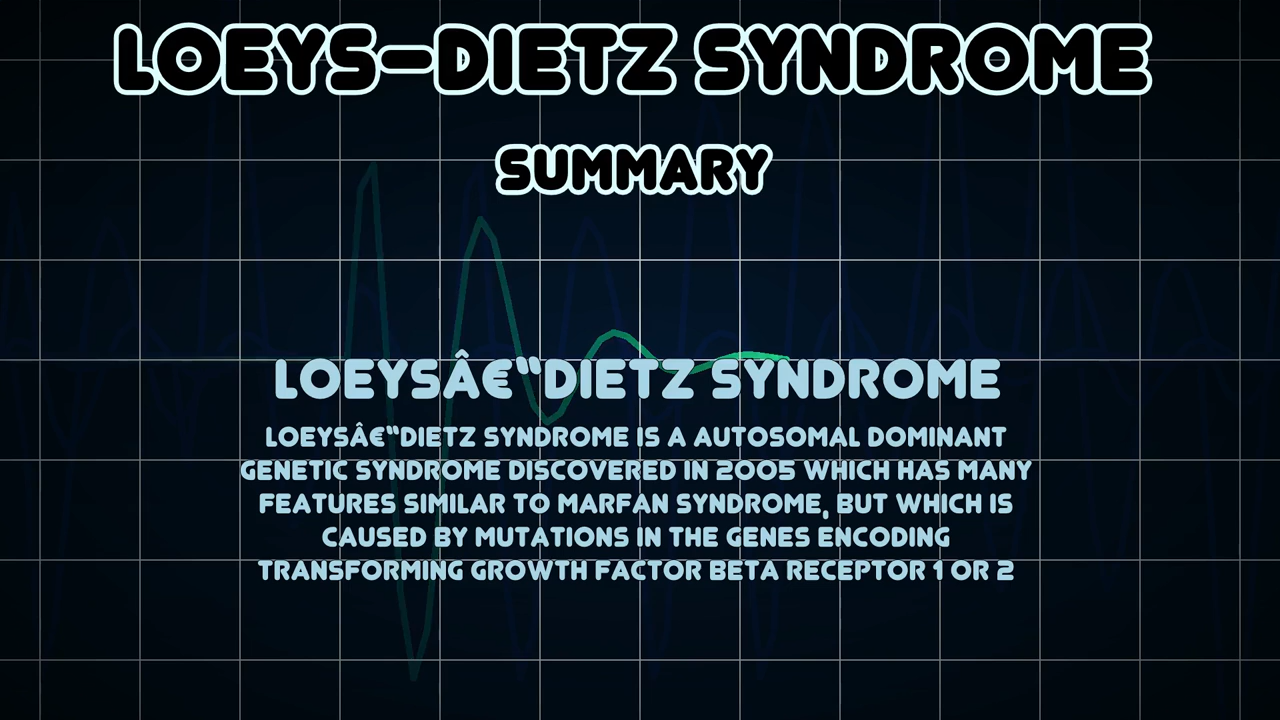 LOEYS-DIETZ SYNDROME
SUMMARY
LOEYSÂ€“DIETZ SYNDROME
LOEYSÂ€“DIETZ SYNDROME IS A AUTOSOMAL DOMINANT
GENETIC SYNDROME DISCOVERED IN 2005 WHICH HAS MANY
FEATURES SIMILAR TO MARFAN SYNDROME, BUT WHICH IS
CAUSED BY MUTATIONS IN THE GENES ENCODING
TRANSFORMING GROWTH FACTOR BETA RECEPTOR 1 OR 2